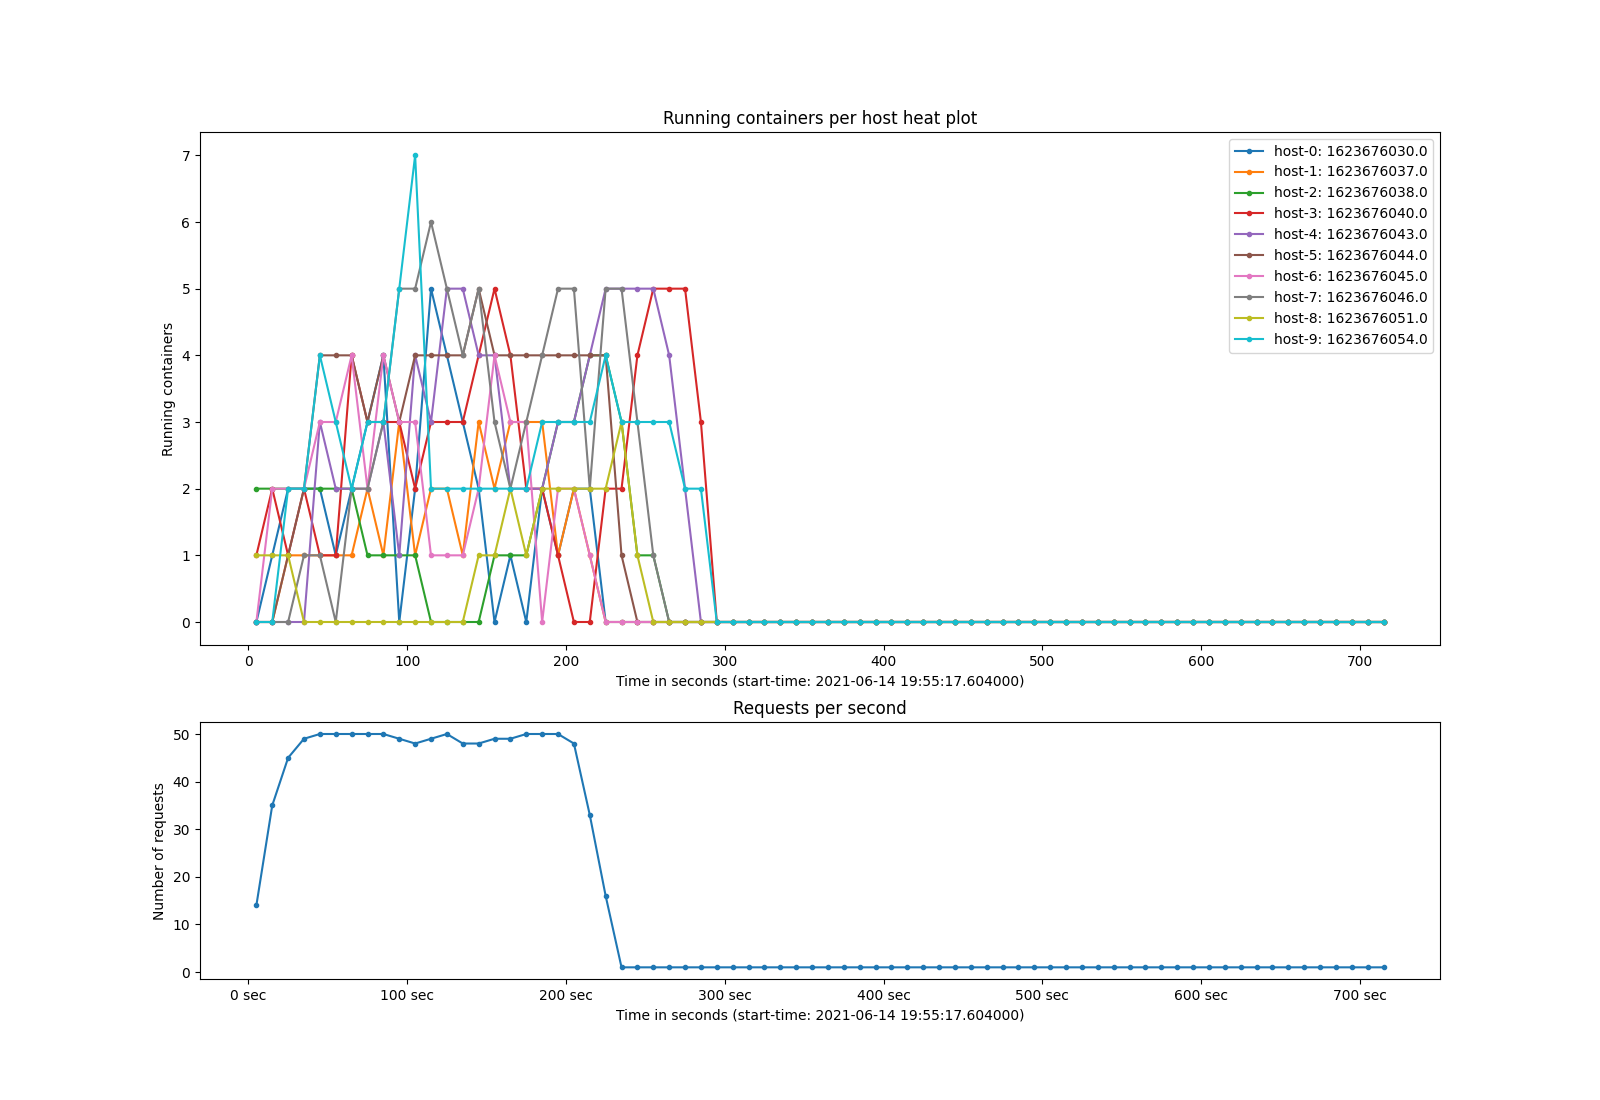 Running containers per host heat plot
7
6
5
4
3
2
1
0
Running containers
host-0: 1623676030.0
host-1: 1623676037.0
host-2: 1623676038.0
host-3: 1623676040.0
host-4: 1623676043.0
host-5: 1623676044.0
host-6: 1623676045.0
host-7: 1623676046.0
host-8: 1623676051.0
host-9: 1623676054.0
0 100 200 300 400 500 600 700
Time in seconds (start-time: 2021-06-14 19:55:17.604000)
Requests per second
50
40
30
20
10
0
Number of requests
0 sec 100 sec 200 sec 300 sec 400 sec 500 sec 600 sec 700 sec
Time in seconds (start-time: 2021-06-14 19:55:17.604000)